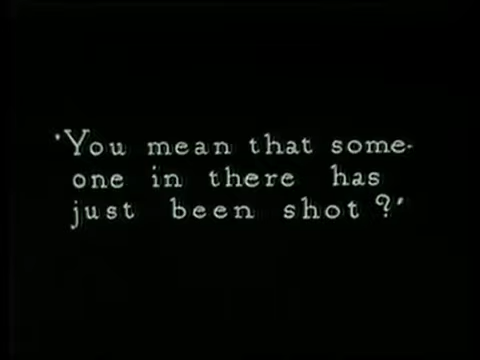 "You mean that some-
one in there has
just been shot?"